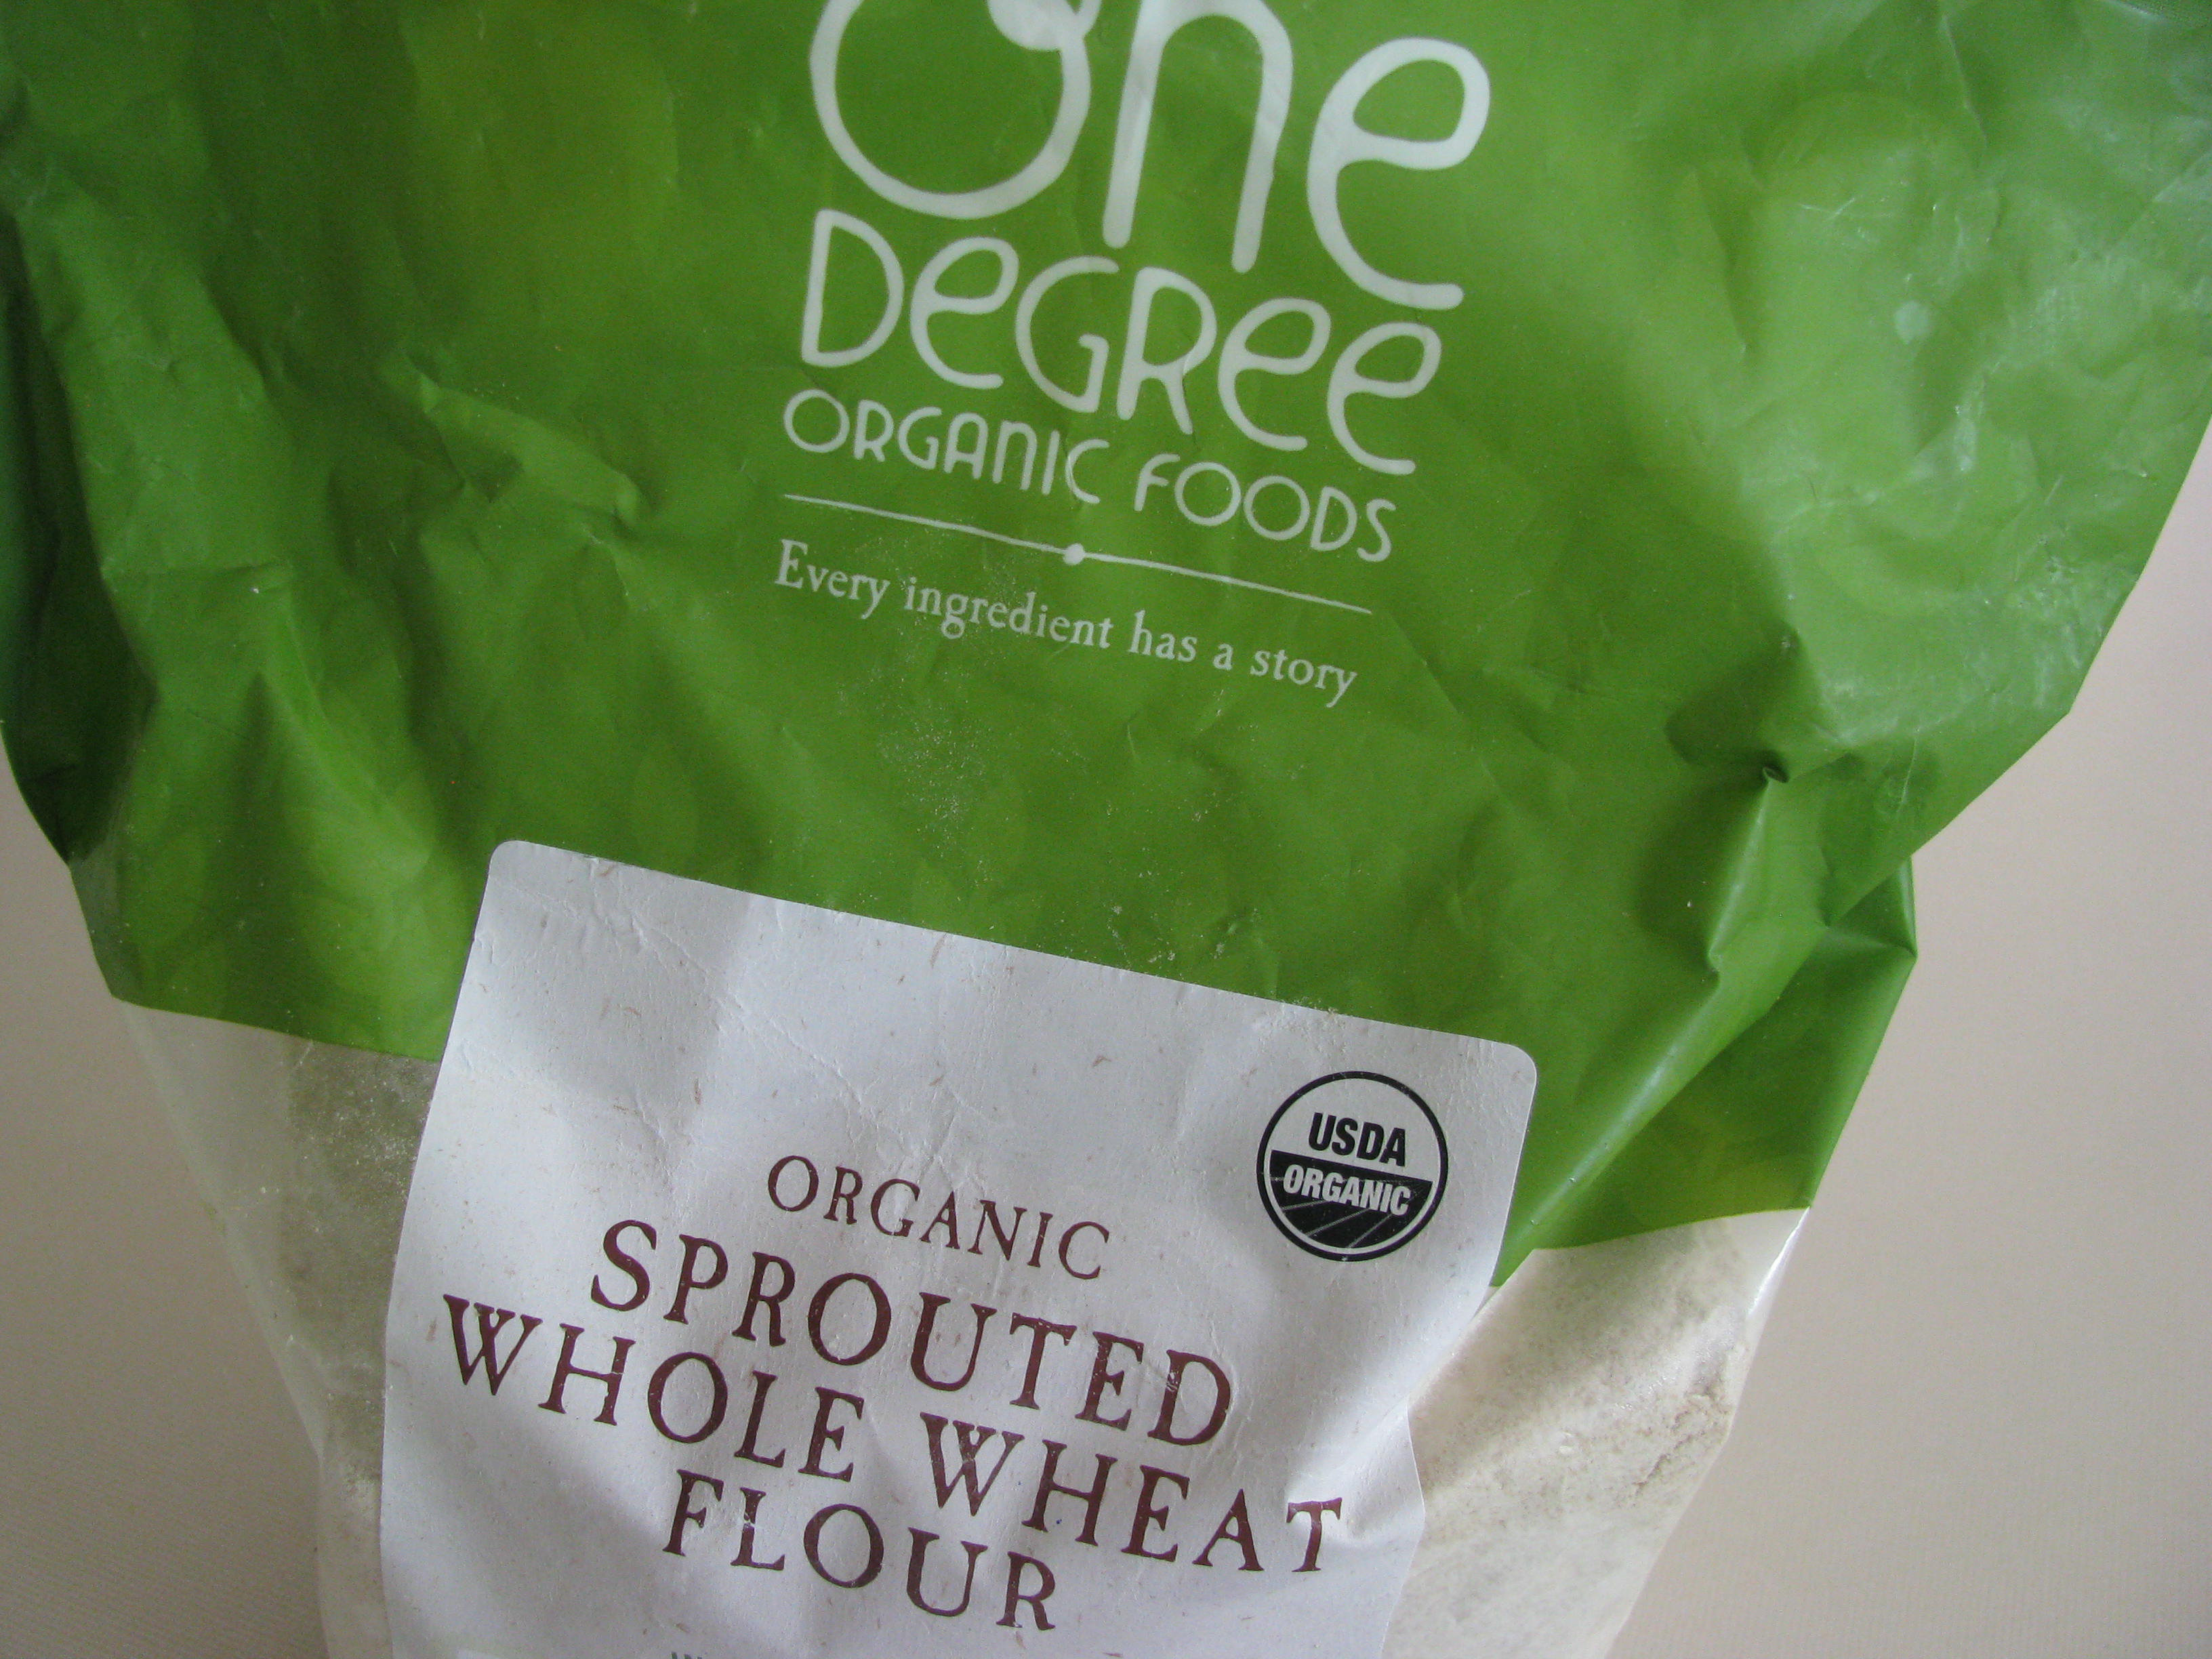 One
DEGREE
ORGANIC FOODS
Every ingredient has a story
USDA
ORGANIC
ORGANIC
SPROUTED
WHOLE WHEAT
FLOUR